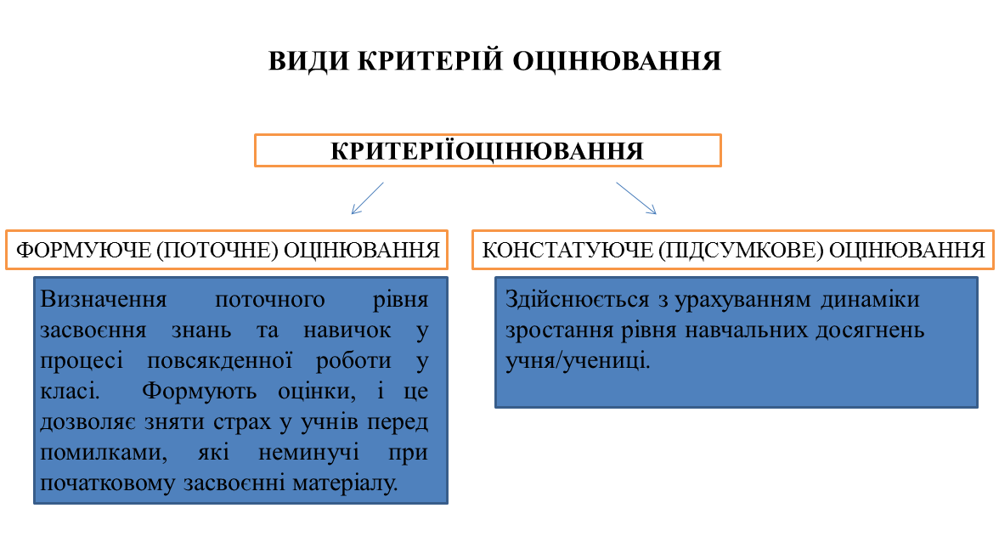 ВИДИ КРИТЕРІЙ ОЦІНЮВАННЯ
КРИТЕРІЇОЦІНЮВАННЯ
ФОРМУЮЧЕ (ПОТОЧНЕ) ОЦІНЮВАННЯ
Визначення поточного рівня
засвоєння знань та навичок у
процесі повсякденної роботи у
класі. Формують оцінки, і це
дозволяє зняти страх у учнів перед
помилками, які неминучі при
початковому засвоєнні матеріалу.
КОНСТАТУЮЧЕ (ПІДСУМКОВЕ) ОЦІНЮВАННЯ
Здійснюється з урахуванням динаміки
зростання рівня навчальних досягнень
учня/учениці.